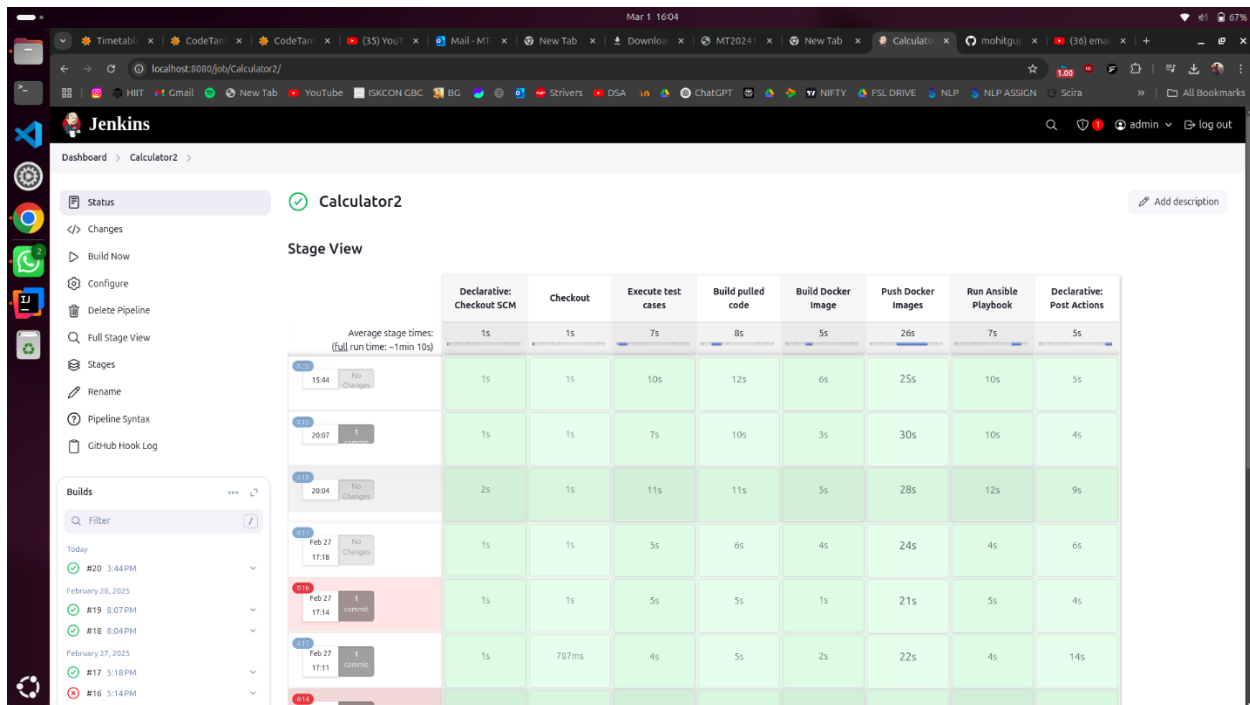 Mar 1 16:04
67%
Timetabl
CodeTan
CodeTan
(35) YouT
Mail - MT
New Tab
Downloa
MT20241
New Tab
Calculato
mohitgup
(36) ema
localhost:8080/job/Calculator2/
1.00
HIIT
Gmail
New Tab
YouTube
ISKCON GBC
BG
Strivers
DSA
ChatGPT
NIFTY
FSL DRIVE
NLP
NLP ASSIGN
Scira
»
All Bookmarks
Jenkins
1
admin
log out
Dashboard > Calculator2 >
Status
Changes
Build Now
Configure
Delete Pipeline
Full Stage View
Stages
Rename
Pipeline Syntax
GitHub Hook Log
Builds
Filter
/
Today
#20 3:44 PM
February 28, 2025
#19 8:07 PM
#18 8:04 PM
February 27, 2025
#17 5:18 PM
#16 5:14 PM
Calculator2
Add description
Stage View
Declarative: Checkout SCM
Checkout
Execute test cases
Build pulled code
Build Docker Image
Push Docker Images
Run Ansible Playbook
Declarative: Post Actions
Average stage times:
(full run time: ~1min 10s)
1s 1s 7s 8s 5s 26s 7s 5s
#20
15:44 No Changes
1s 1s 10s 12s 6s 25s 10s 5s
#19
20:07 1 commit
1s 1s 7s 10s 3s 30s 10s 4s
#18
20:04 No Changes
2s 1s 11s 11s 5s 28s 12s 9s
#17
Feb 27 17:18 No Changes
1s 1s 5s 6s 4s 24s 4s 6s
#16
Feb 27 17:14 1 commit
1s 1s 5s 5s 1s 21s 5s 4s
#15
Feb 27 17:11 1 commit
1s 787ms 4s 5s 2s 22s 4s 14s
#14